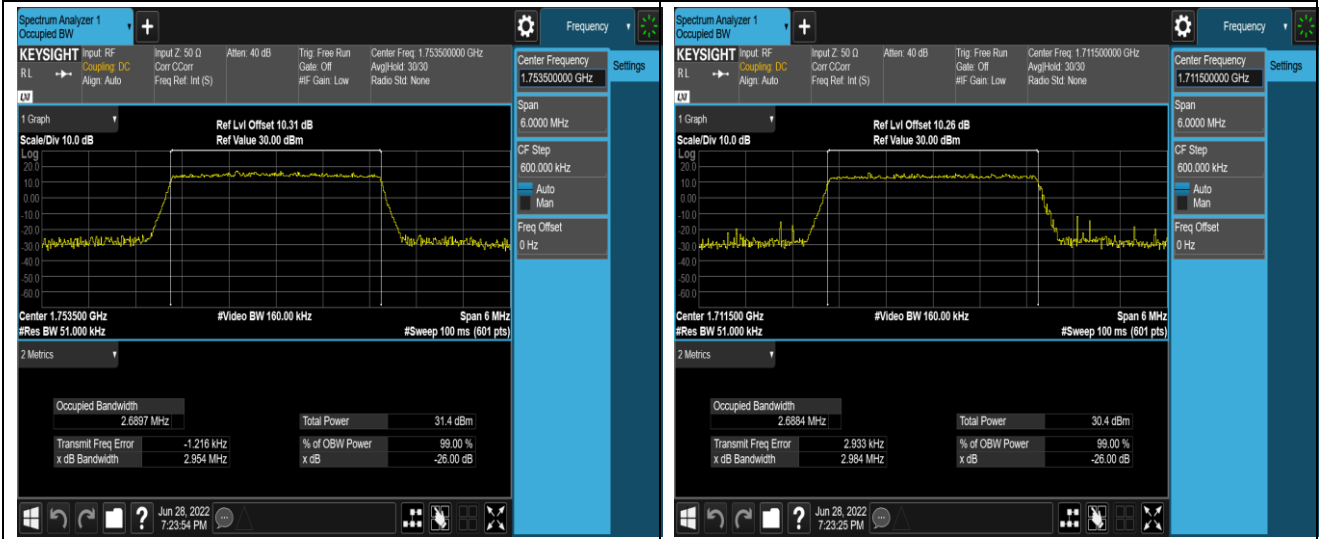 Spectrum Analyzer 1
Occupied BW
Frequency
KEYSIGHT
RL
Input: RF
Coupling: DC
Align: Auto
Input Z: 50 Ω
Corr CCorr
Freq Ref: Int (S)
Atten: 40 dB
Trig: Free Run
Gate: Off
#IF Gain: Low
Center Freq: 1.753500000 GHz
Avg|Hold: 30/30
Radio Std: None
LXI
Center Frequency
1.753500000 GHz
Settings
Span
6.0000 MHz
CF Step
600.000 kHz
Auto
Man
Freq Offset
0 Hz
1 Graph
Scale/Div 10.0 dB
Ref Lvl Offset 10.31 dB
Ref Value 30.00 dBm
Log
20.0
10.0
0.00
-10.0
-20.0
-30.0
-40.0
-50.0
-60.0
Center 1.753500 GHz
#Video BW 160.00 kHz
Span 6 MHz
#Res BW 51.000 kHz
#Sweep 100 ms (601 pts)
2 Metrics
Occupied Bandwidth
2.6897 MHz
Total Power 31.4 dBm
Transmit Freq Error -1.216 kHz
% of OBW Power 99.00 %
x dB Bandwidth 2.954 MHz
x dB -26.00 dB
?
Jun 28, 2022
7:23:54 PM
Spectrum Analyzer 1
Occupied BW
Frequency
KEYSIGHT
RL
Input: RF
Coupling: DC
Align: Auto
Input Z: 50 Ω
Corr CCorr
Freq Ref: Int (S)
Atten: 40 dB
Trig: Free Run
Gate: Off
#IF Gain: Low
Center Freq: 1.711500000 GHz
Avg|Hold: 30/30
Radio Std: None
LXI
Center Frequency
1.711500000 GHz
Settings
Span
6.0000 MHz
CF Step
600.000 kHz
Auto
Man
Freq Offset
0 Hz
1 Graph
Scale/Div 10.0 dB
Ref Lvl Offset 10.26 dB
Ref Value 30.00 dBm
Log
20.0
10.0
0.00
-10.0
-20.0
-30.0
-40.0
-50.0
-60.0
Center 1.711500 GHz
#Video BW 160.00 kHz
Span 6 MHz
#Res BW 51.000 kHz
#Sweep 100 ms (601 pts)
2 Metrics
Occupied Bandwidth
2.6884 MHz
Total Power 30.4 dBm
Transmit Freq Error 2.933 kHz
% of OBW Power 99.00 %
x dB Bandwidth 2.984 MHz
x dB -26.00 dB
?
Jun 28, 2022
7:23:25 PM